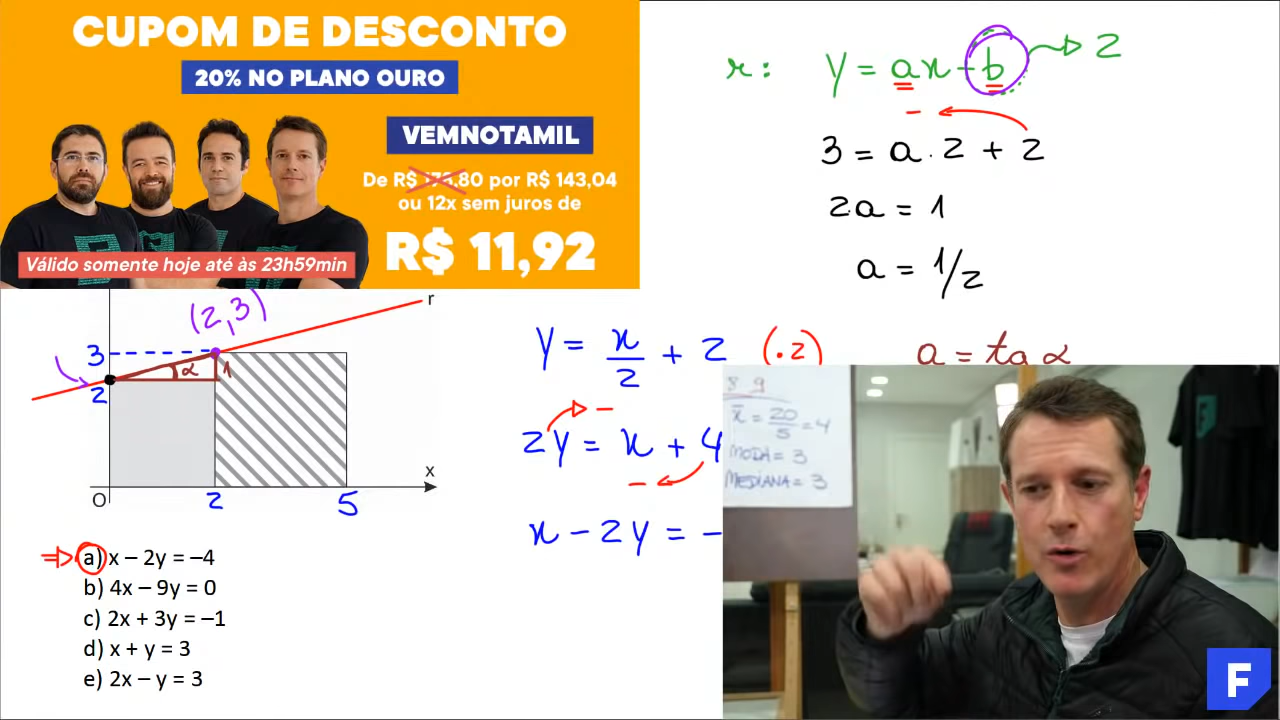 CUPOM DE DESCONTO
20% NO PLANO OURO
VEMNOTAMIL
De R$ 178,80 por R$ 143,04
ou 12x sem juros de
R$ 11,92
Válido somente hoje até às 23h59min
r: y = ax - b → 2
-
3 = a . 2 + 2
2a = 1
a = 1/2
(2,3)
r
3
α
1
2
x
O
2
5
y = x/2 + 2 (.2)
-
2y = x + 4
-
x - 2y = -
a = tg α
8 9
x̄ = 20/5 = 4
MODA = 3
MEDIANA = 3
a) x – 2y = –4
b) 4x – 9y = 0
c) 2x + 3y = –1
d) x + y = 3
e) 2x – y = 3
F